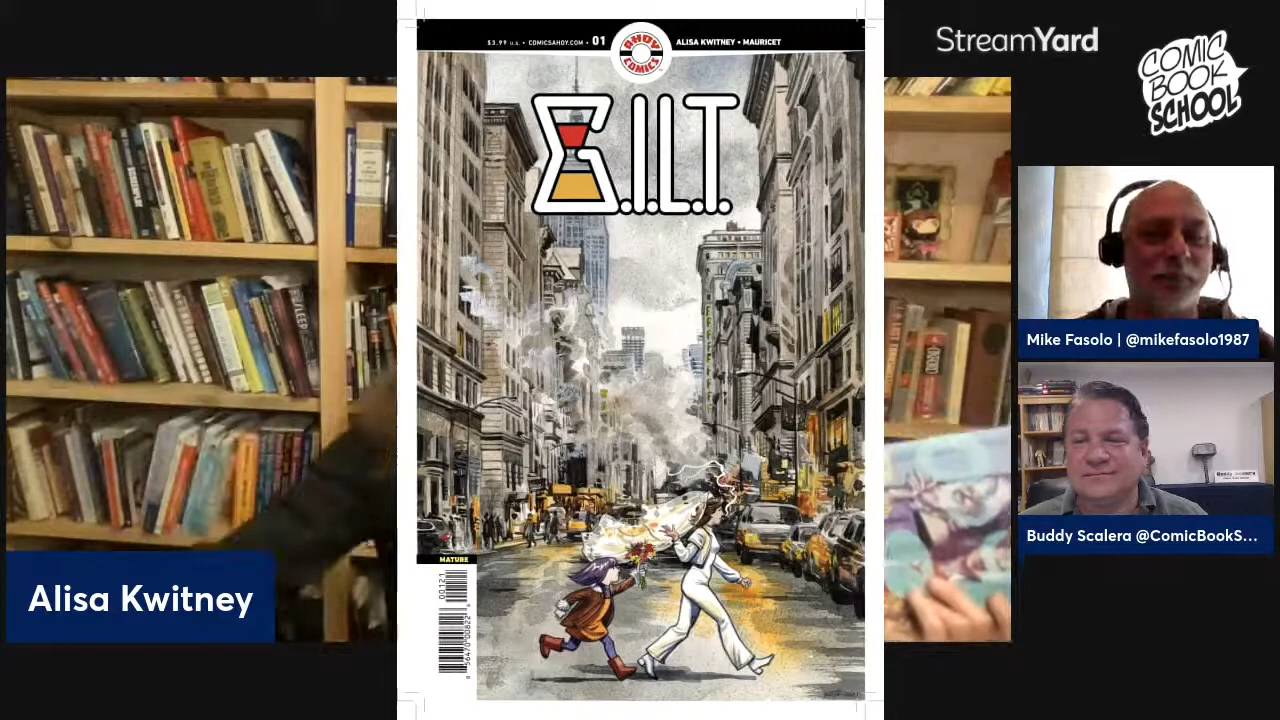 $3.99 U.S. • COMICSAHOY.COM • 01
AHOY COMICS
ALISA KWITNEY • MAURICET
G.I.L.T.
MATURE
00121
StreamYard
COMIC
BOOK
SCHOOL
Mike Fasolo | @mikefasolo1987
Buddy Scalera @ComicBookS...
Alisa Kwitney